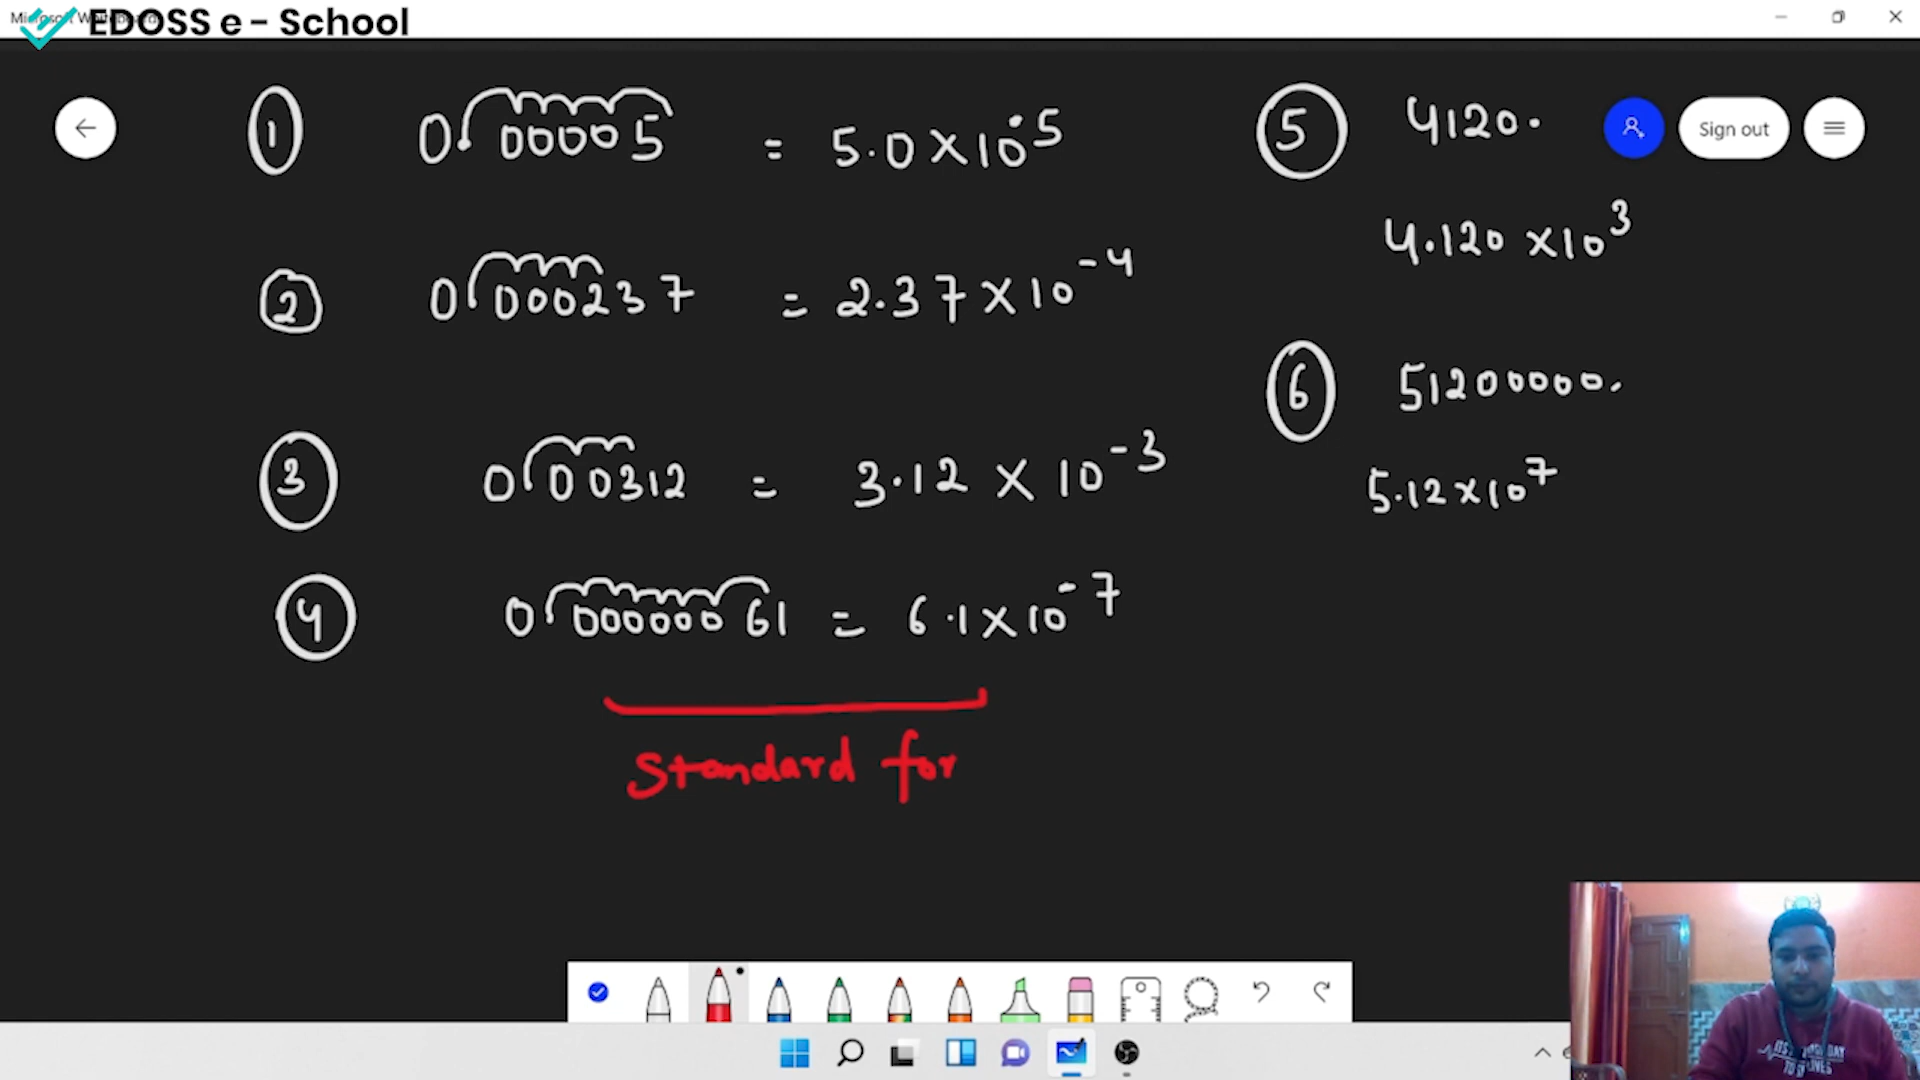 EDOSS e - School
① 0.00005 = 5.0 × 10⁻⁵
② 0.000237 = 2.37 × 10⁻⁴
③ 0.00312 = 3.12 × 10⁻³
④ 0.00000061 = 6.1 × 10⁻⁷
Standard for
⑤ 4120.
4.120 × 10³
⑥ 51200000.
5.12 × 10⁷
Sign out